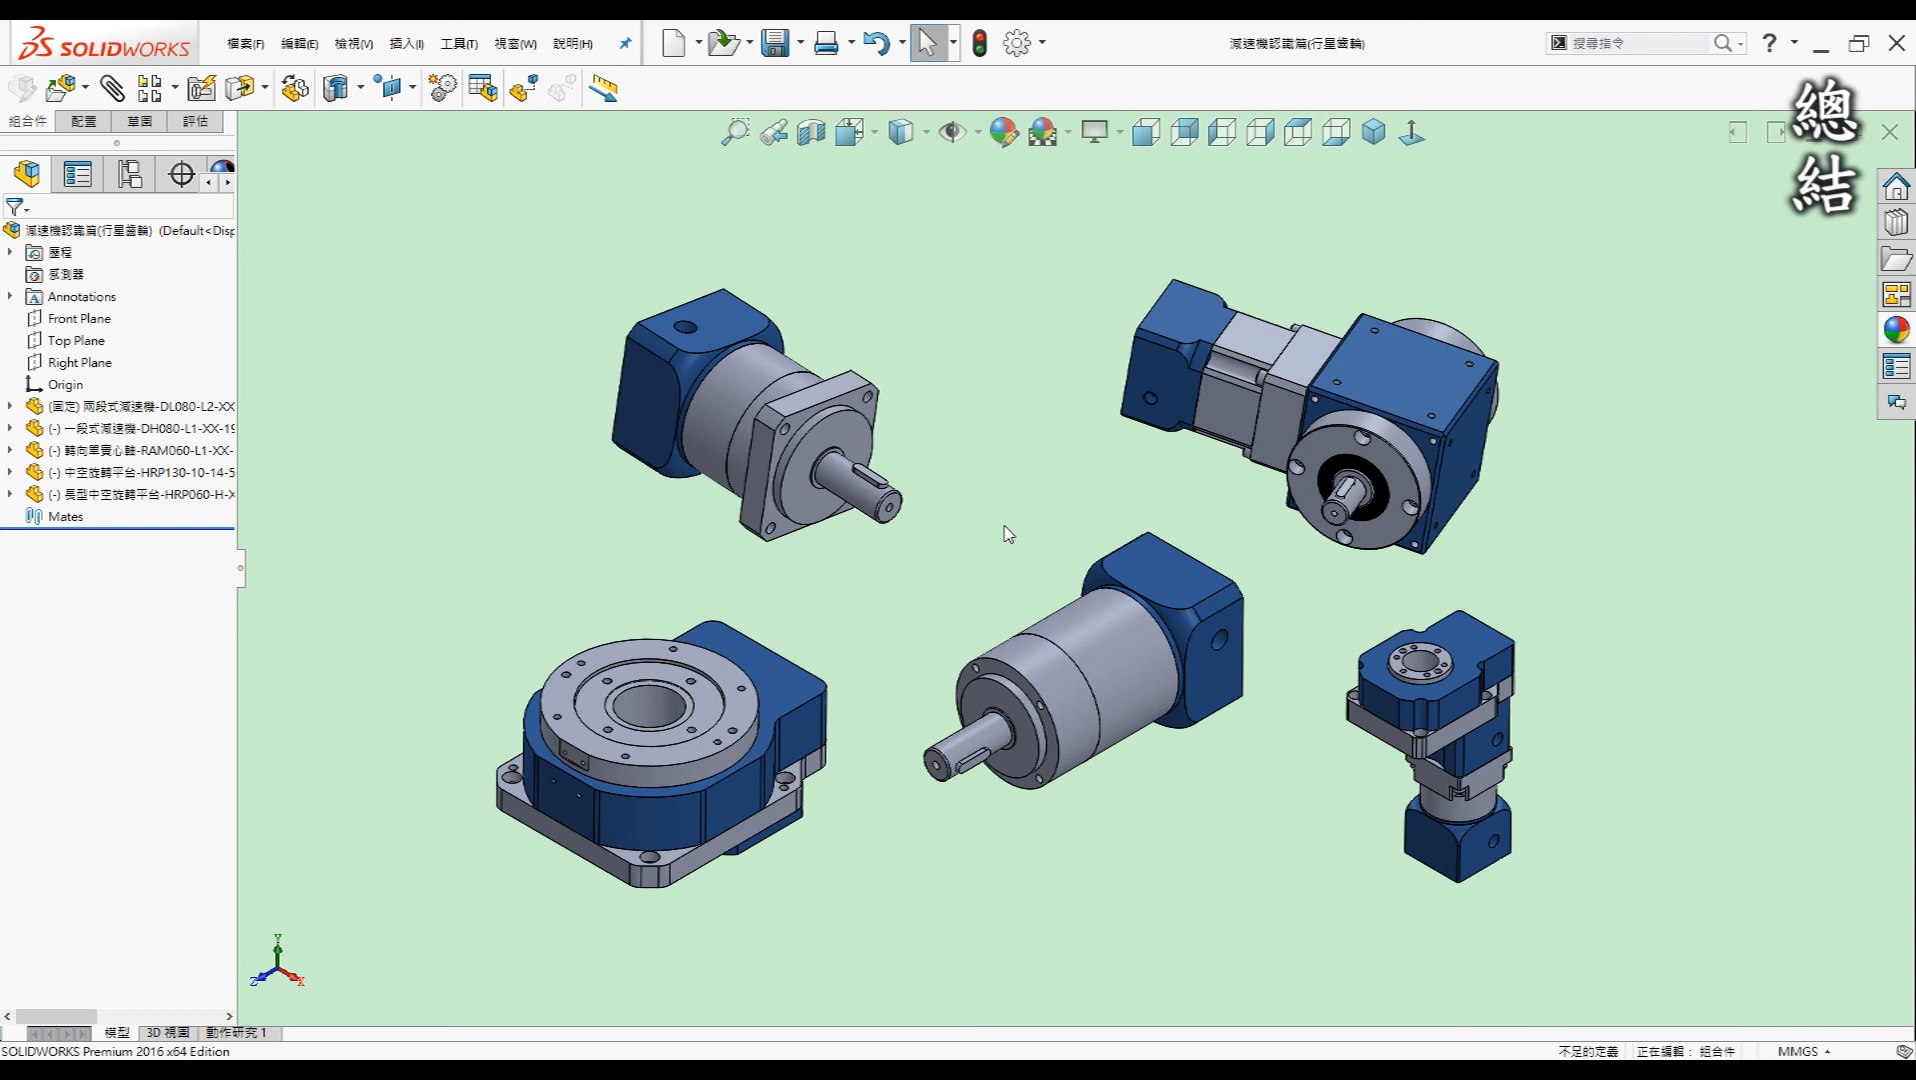 SOLIDWORKS
檔案(F) 編輯(E) 檢視(V) 插入(I) 工具(T) 視窗(W) 說明(H)
減速機認識篇(行星齒輪)
搜尋指令
?
組合件 配置 草圖 評估
總結
減速機認識篇(行星齒輪) (Default<Disp
歷程
感測器
A Annotations
Front Plane
Top Plane
Right Plane
Origin
(固定) 兩段式減速機-DL080-L2-XX
(-) 一段式減速機-DH080-L1-XX-19
(-) 轉向單實心軸-RAM060-L1-XX-
(-) 中空旋轉平台-HRP130-10-14-5
(-) 長型中空旋轉平台-HRP060-H-X
Mates
Y
Z X
模型 3D 視圖 動作研究 1
SOLIDWORKS Premium 2016 x64 Edition
不足的定義 正在編輯： 組合件 MMGS